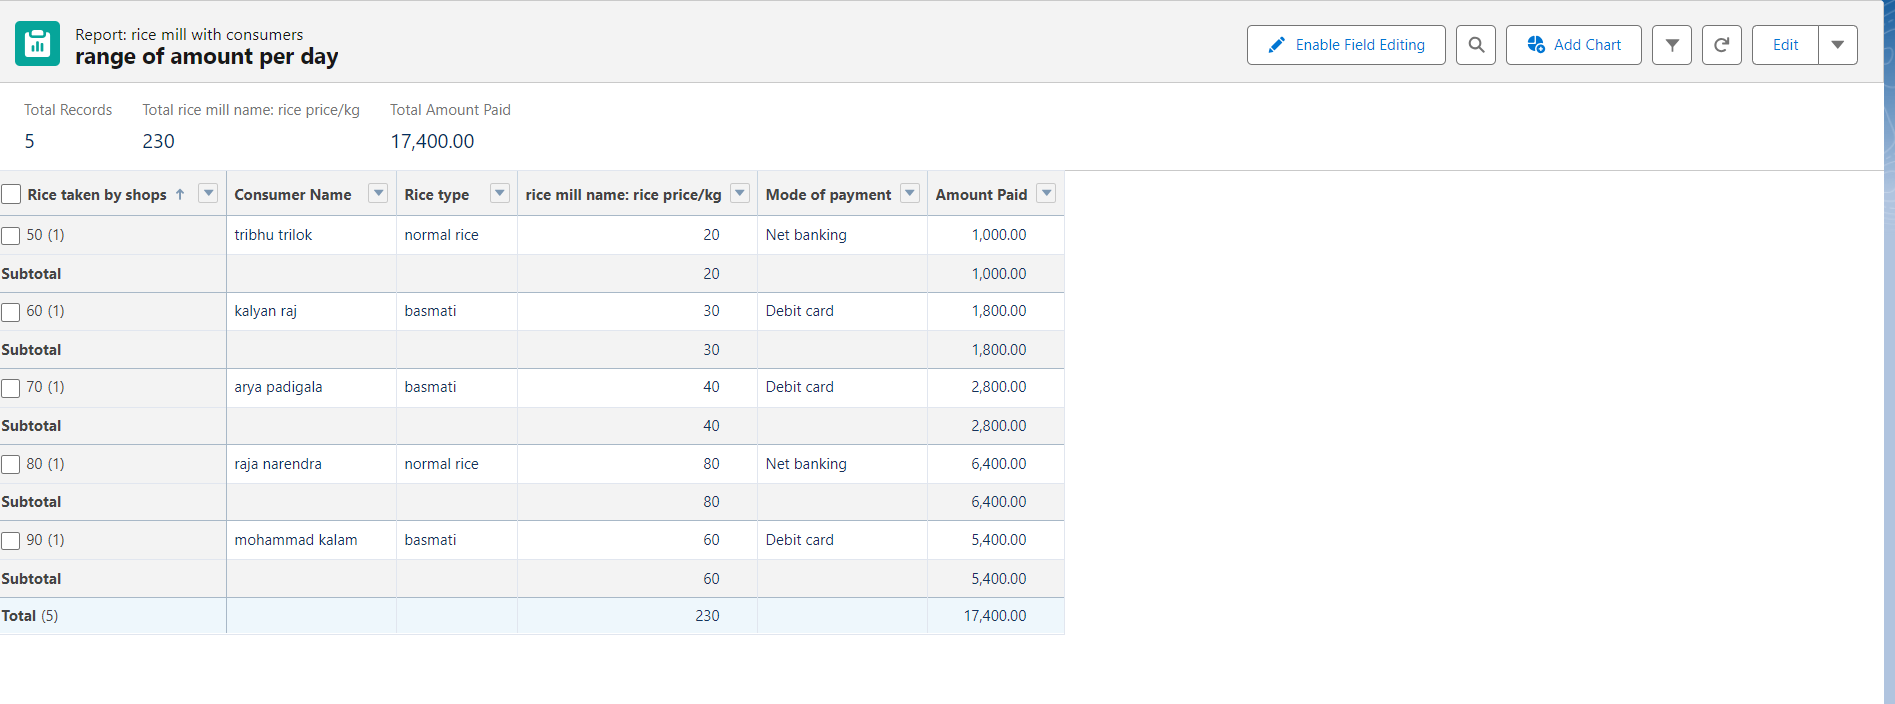 Report: rice mill with consumers
range of amount per day
Enable Field Editing Add Chart Edit
Total Records Total rice mill name: rice price/kg Total Amount Paid
5 230 17,400.00
Rice taken by shops ↑ Consumer Name Rice type rice mill name: rice price/kg Mode of payment Amount Paid
50 (1) tribhu trilok normal rice 20 Net banking 1,000.00
Subtotal 20 1,000.00
60 (1) kalyan raj basmati 30 Debit card 1,800.00
Subtotal 30 1,800.00
70 (1) arya padigala basmati 40 Debit card 2,800.00
Subtotal 40 2,800.00
80 (1) raja narendra normal rice 80 Net banking 6,400.00
Subtotal 80 6,400.00
90 (1) mohammad kalam basmati 60 Debit card 5,400.00
Subtotal 60 5,400.00
Total (5) 230 17,400.00